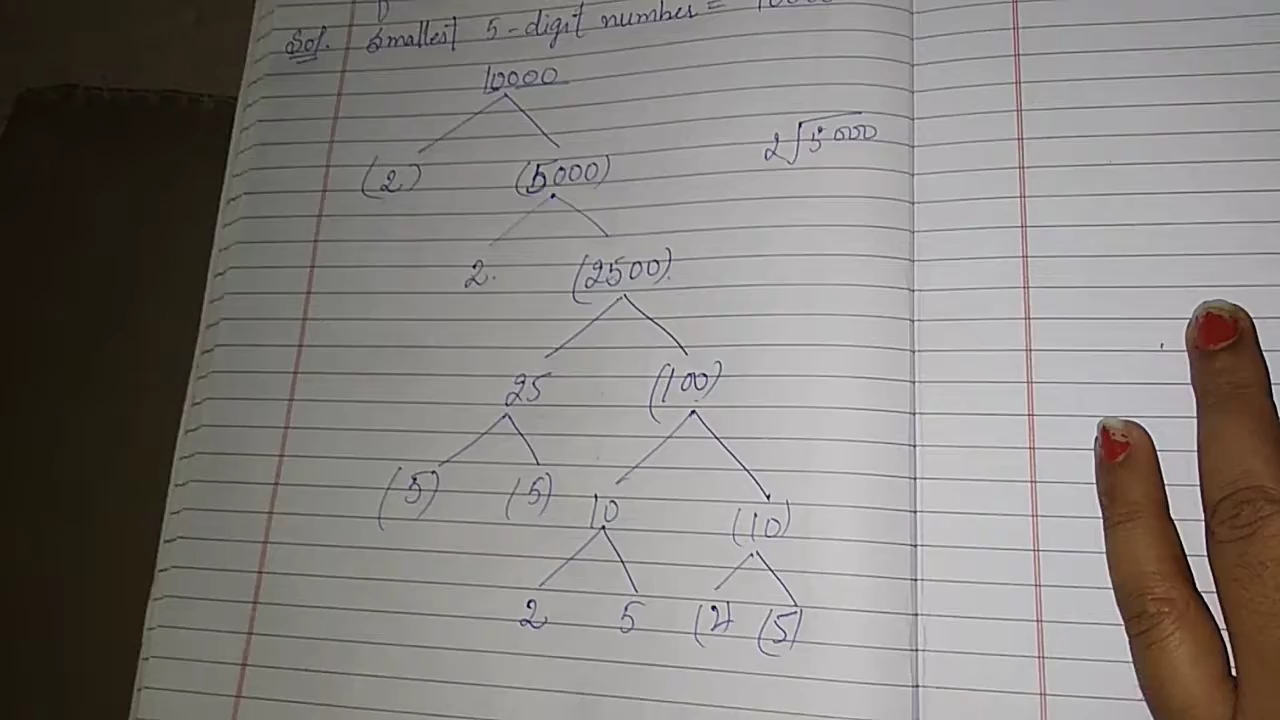 Sol. Smallest 5-digit number = 10000
10000
(2) (5000) 2√5000
2. (2500)
25 (100)
(5) (5) 10 (10)
2 5 (2) (5)